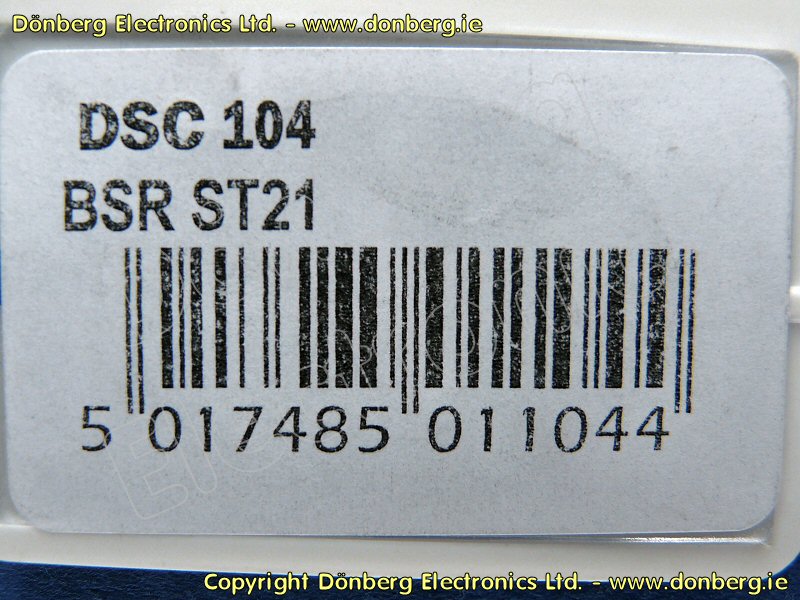 Dönberg Electronics Ltd. - www.donberg.ie
DSC 104
BSR ST21
5 017485 011044
Copyright Dönberg Electronics Ltd. - www.donberg.ie